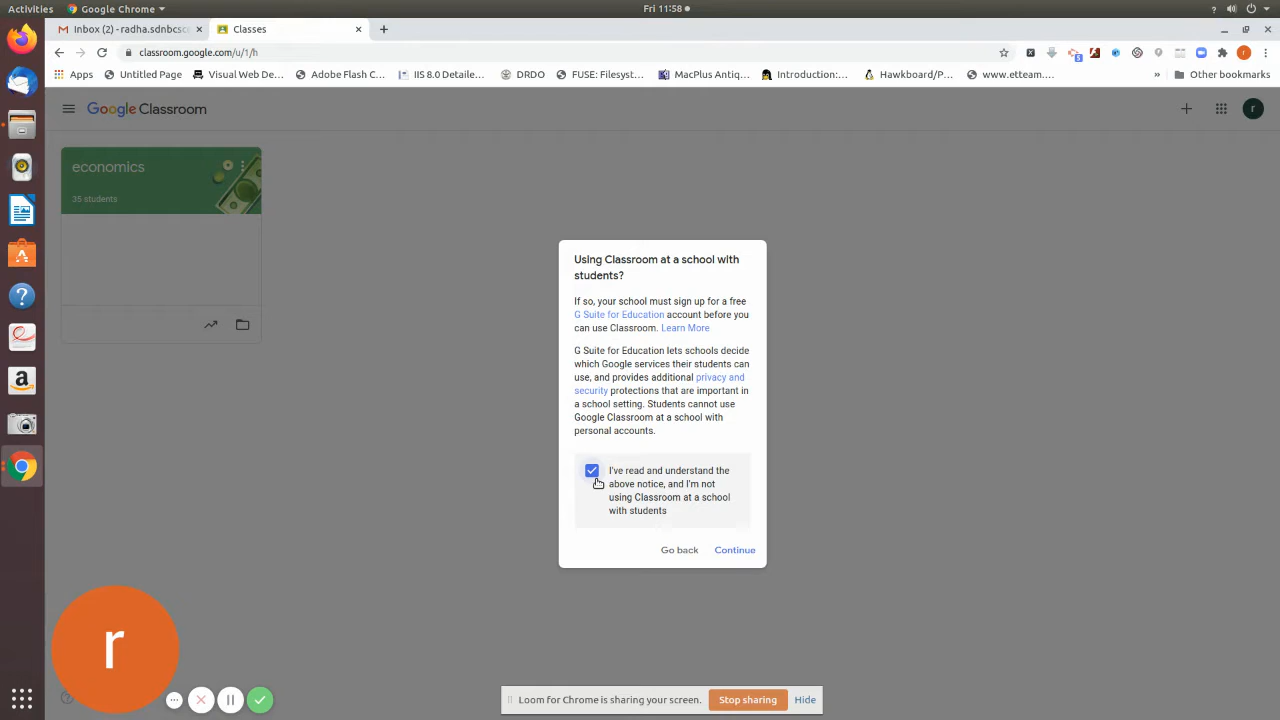 Activities
Google Chrome
Fri 11:58
Inbox (2) - radha.sdnbcsc
Classes
classroom.google.com/u/1/h
Apps
Untitled Page
Visual Web De...
Adobe Flash C...
IIS 8.0 Detaile...
DRDO
FUSE: Filesyst...
MacPlus Antiq...
Introduction:...
Hawkboard/P...
www.etteam....
Other bookmarks
Google Classroom
r
economics
35 students
Using Classroom at a school with
students?
If so, your school must sign up for a free
G Suite for Education account before you
can use Classroom. Learn More
G Suite for Education lets schools decide
which Google services their students can
use, and provides additional privacy and
security protections that are important in
a school setting. Students cannot use
Google Classroom at a school with
personal accounts.
I've read and understand the
above notice, and I'm not
using Classroom at a school
with students
Go back
Continue
r
Loom for Chrome is sharing your screen.
Stop sharing
Hide